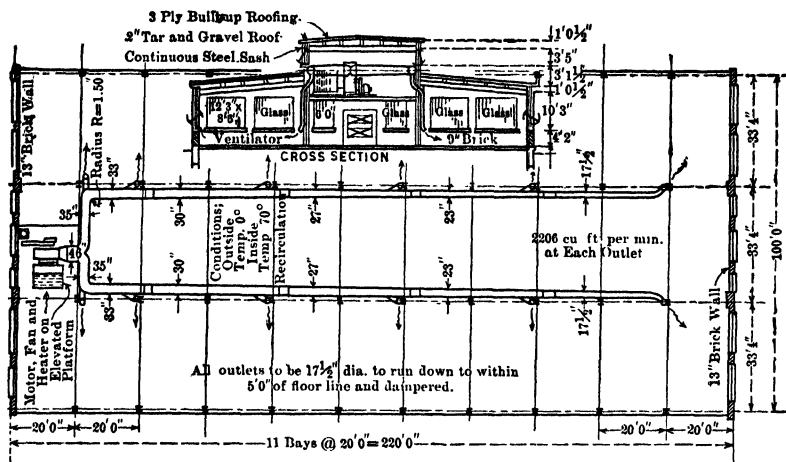 3 Ply Builtup Roofing.
2" Tar and Gravel Roof
Continuous Steel Sash
1'0½"
3'5"
3'1½"
1'0½"
10'3"
4'2"
Glass
6'0"
Glass
Glass
Glass
Ventilator
9" Brick
CROSS SECTION
13" Brick Wall
Radius R=1.50
33"
30"
27"
23"
17½"
33'4"
35"
46"
35"
Conditions;
Outside
Temp. 0°
Inside
Temp 70°
Recirculation
2206 cu ft. per min.
at Each Outlet
33'4"
100'0"
33"
30"
27"
23"
17½"
Motor, Fan and
Heater on
Elevated
Platform
13" Brick Wall
33'4"
All outlets to be 17½" dia. to run down to within
5'0" of floor line and dampered.
20'0"
20'0"
20'0"
20'0"
11 Bays @ 20'0" = 220'0"